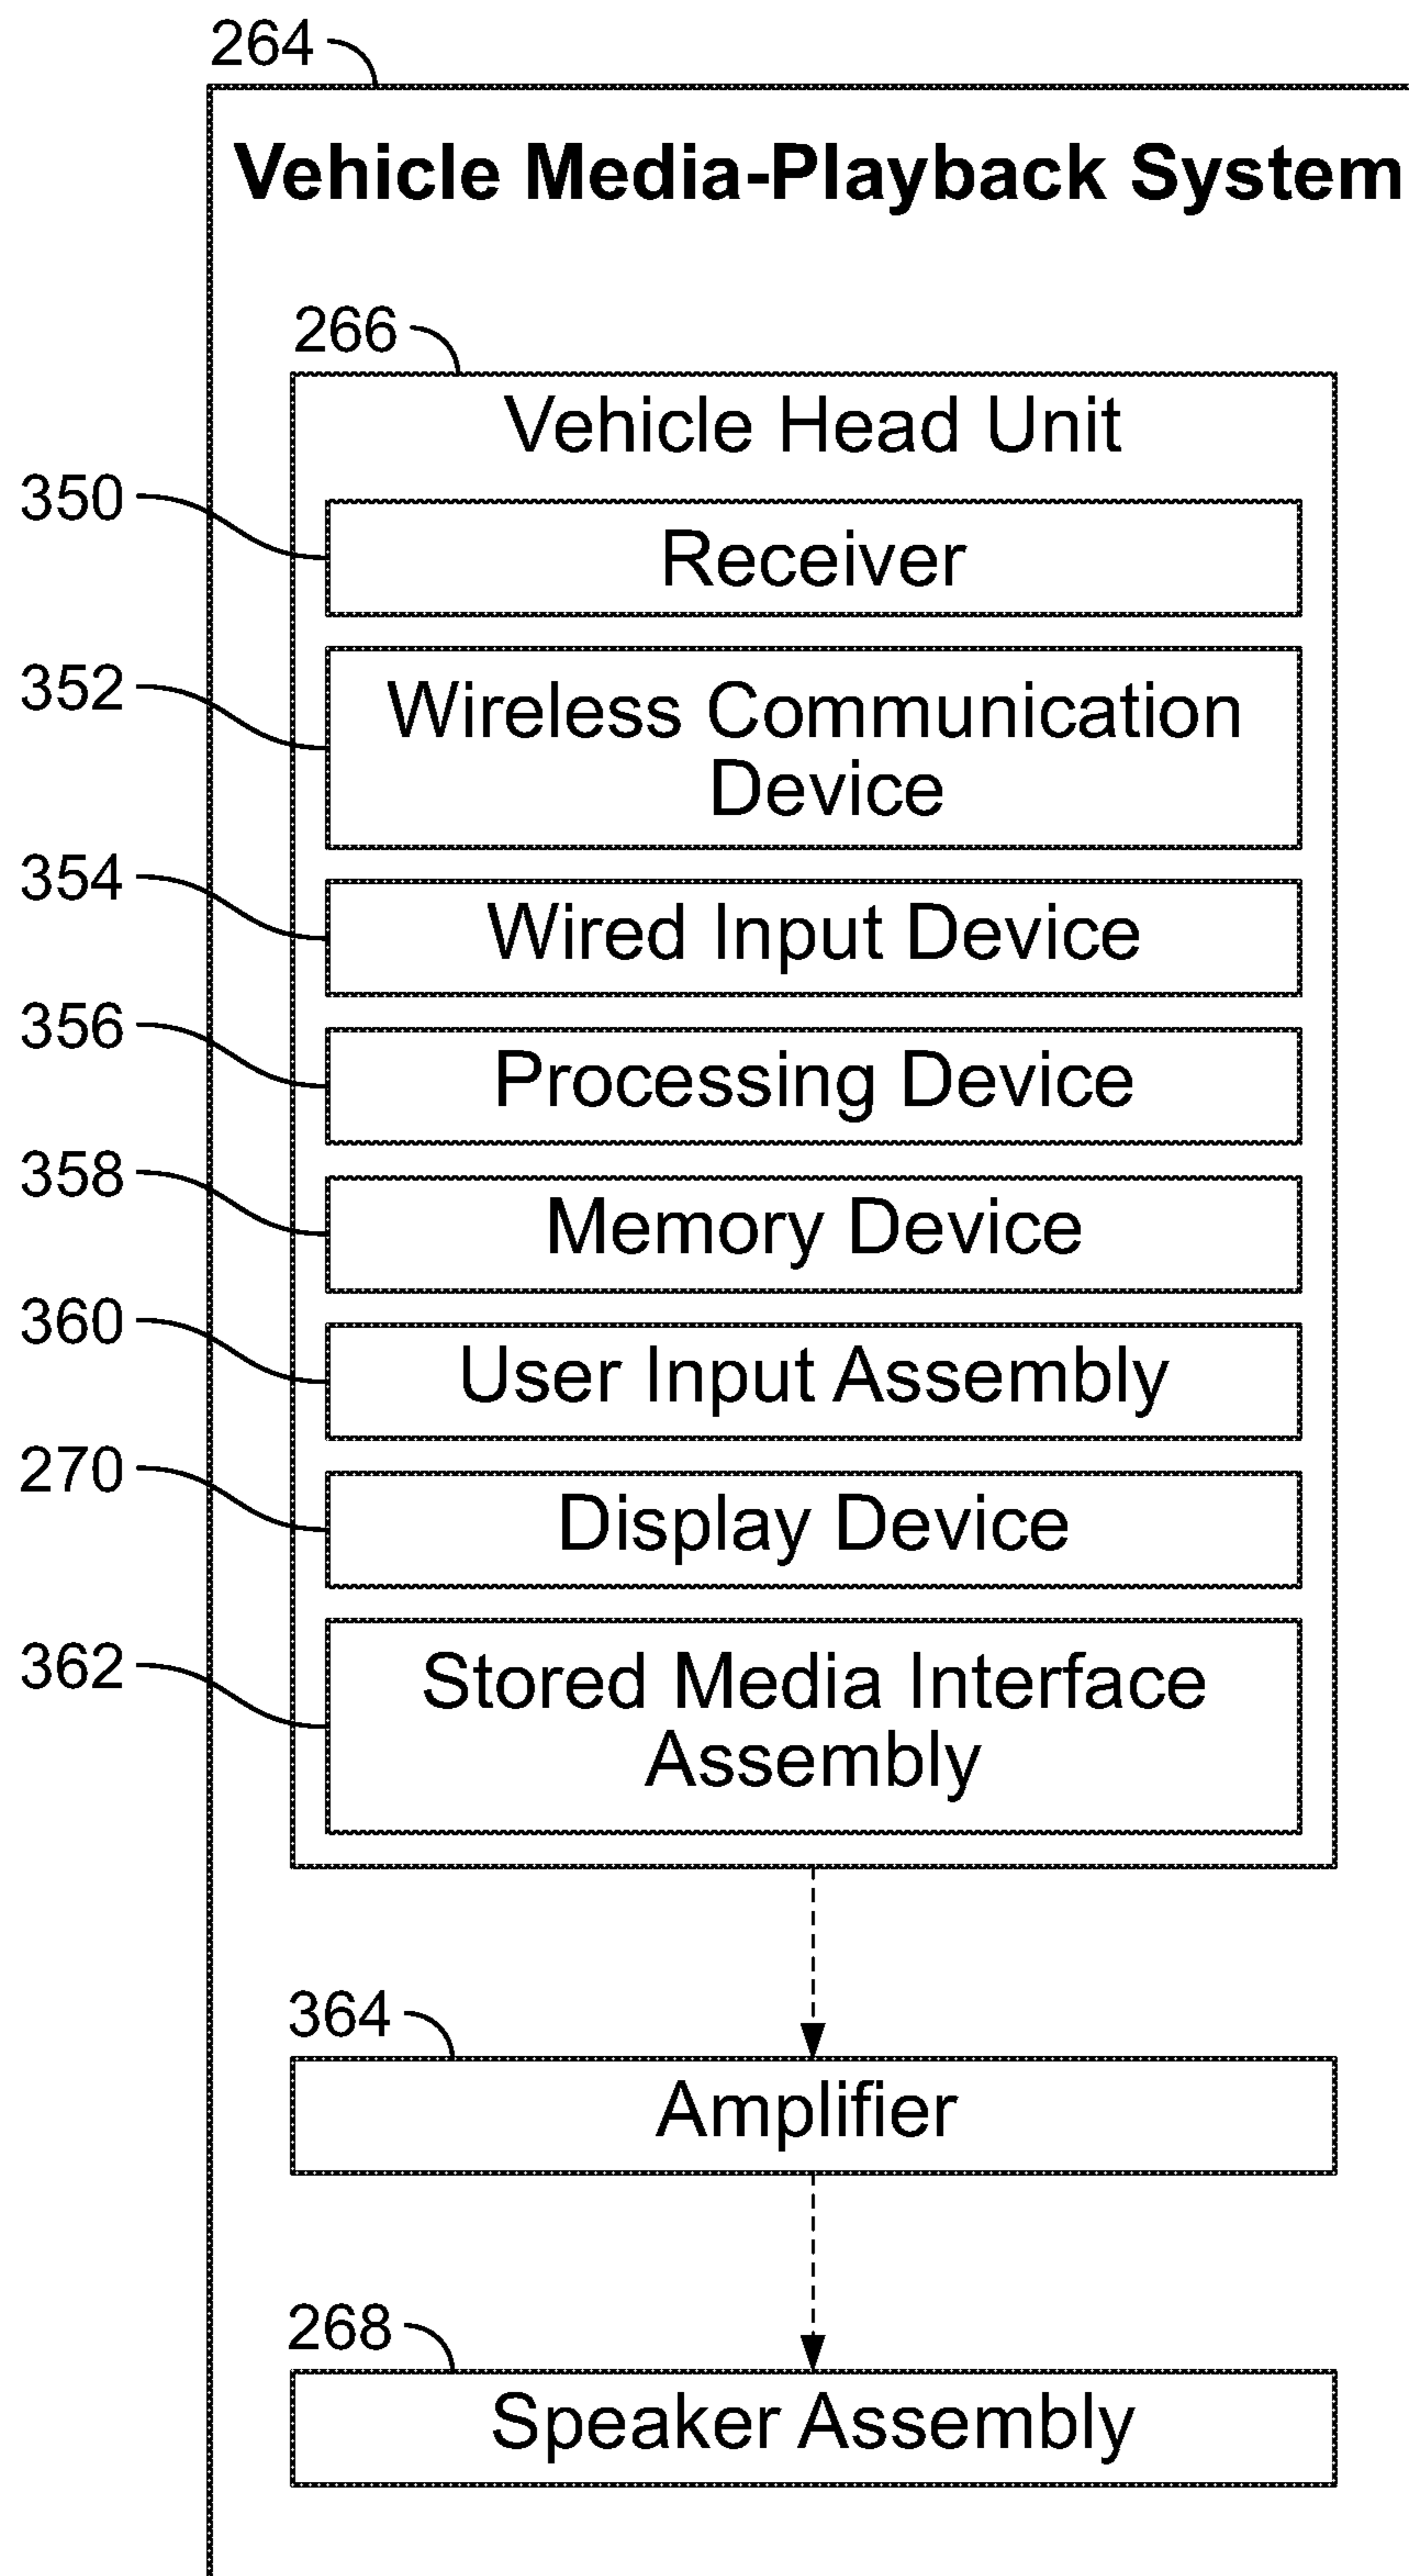 264
Vehicle Media-Playback System
266
Vehicle Head Unit
350
Receiver
352
Wireless Communication
Device
354
Wired Input Device
356
Processing Device
358
Memory Device
360
User Input Assembly
270
Display Device
362
Stored Media Interface
Assembly
364
Amplifier
268
Speaker Assembly